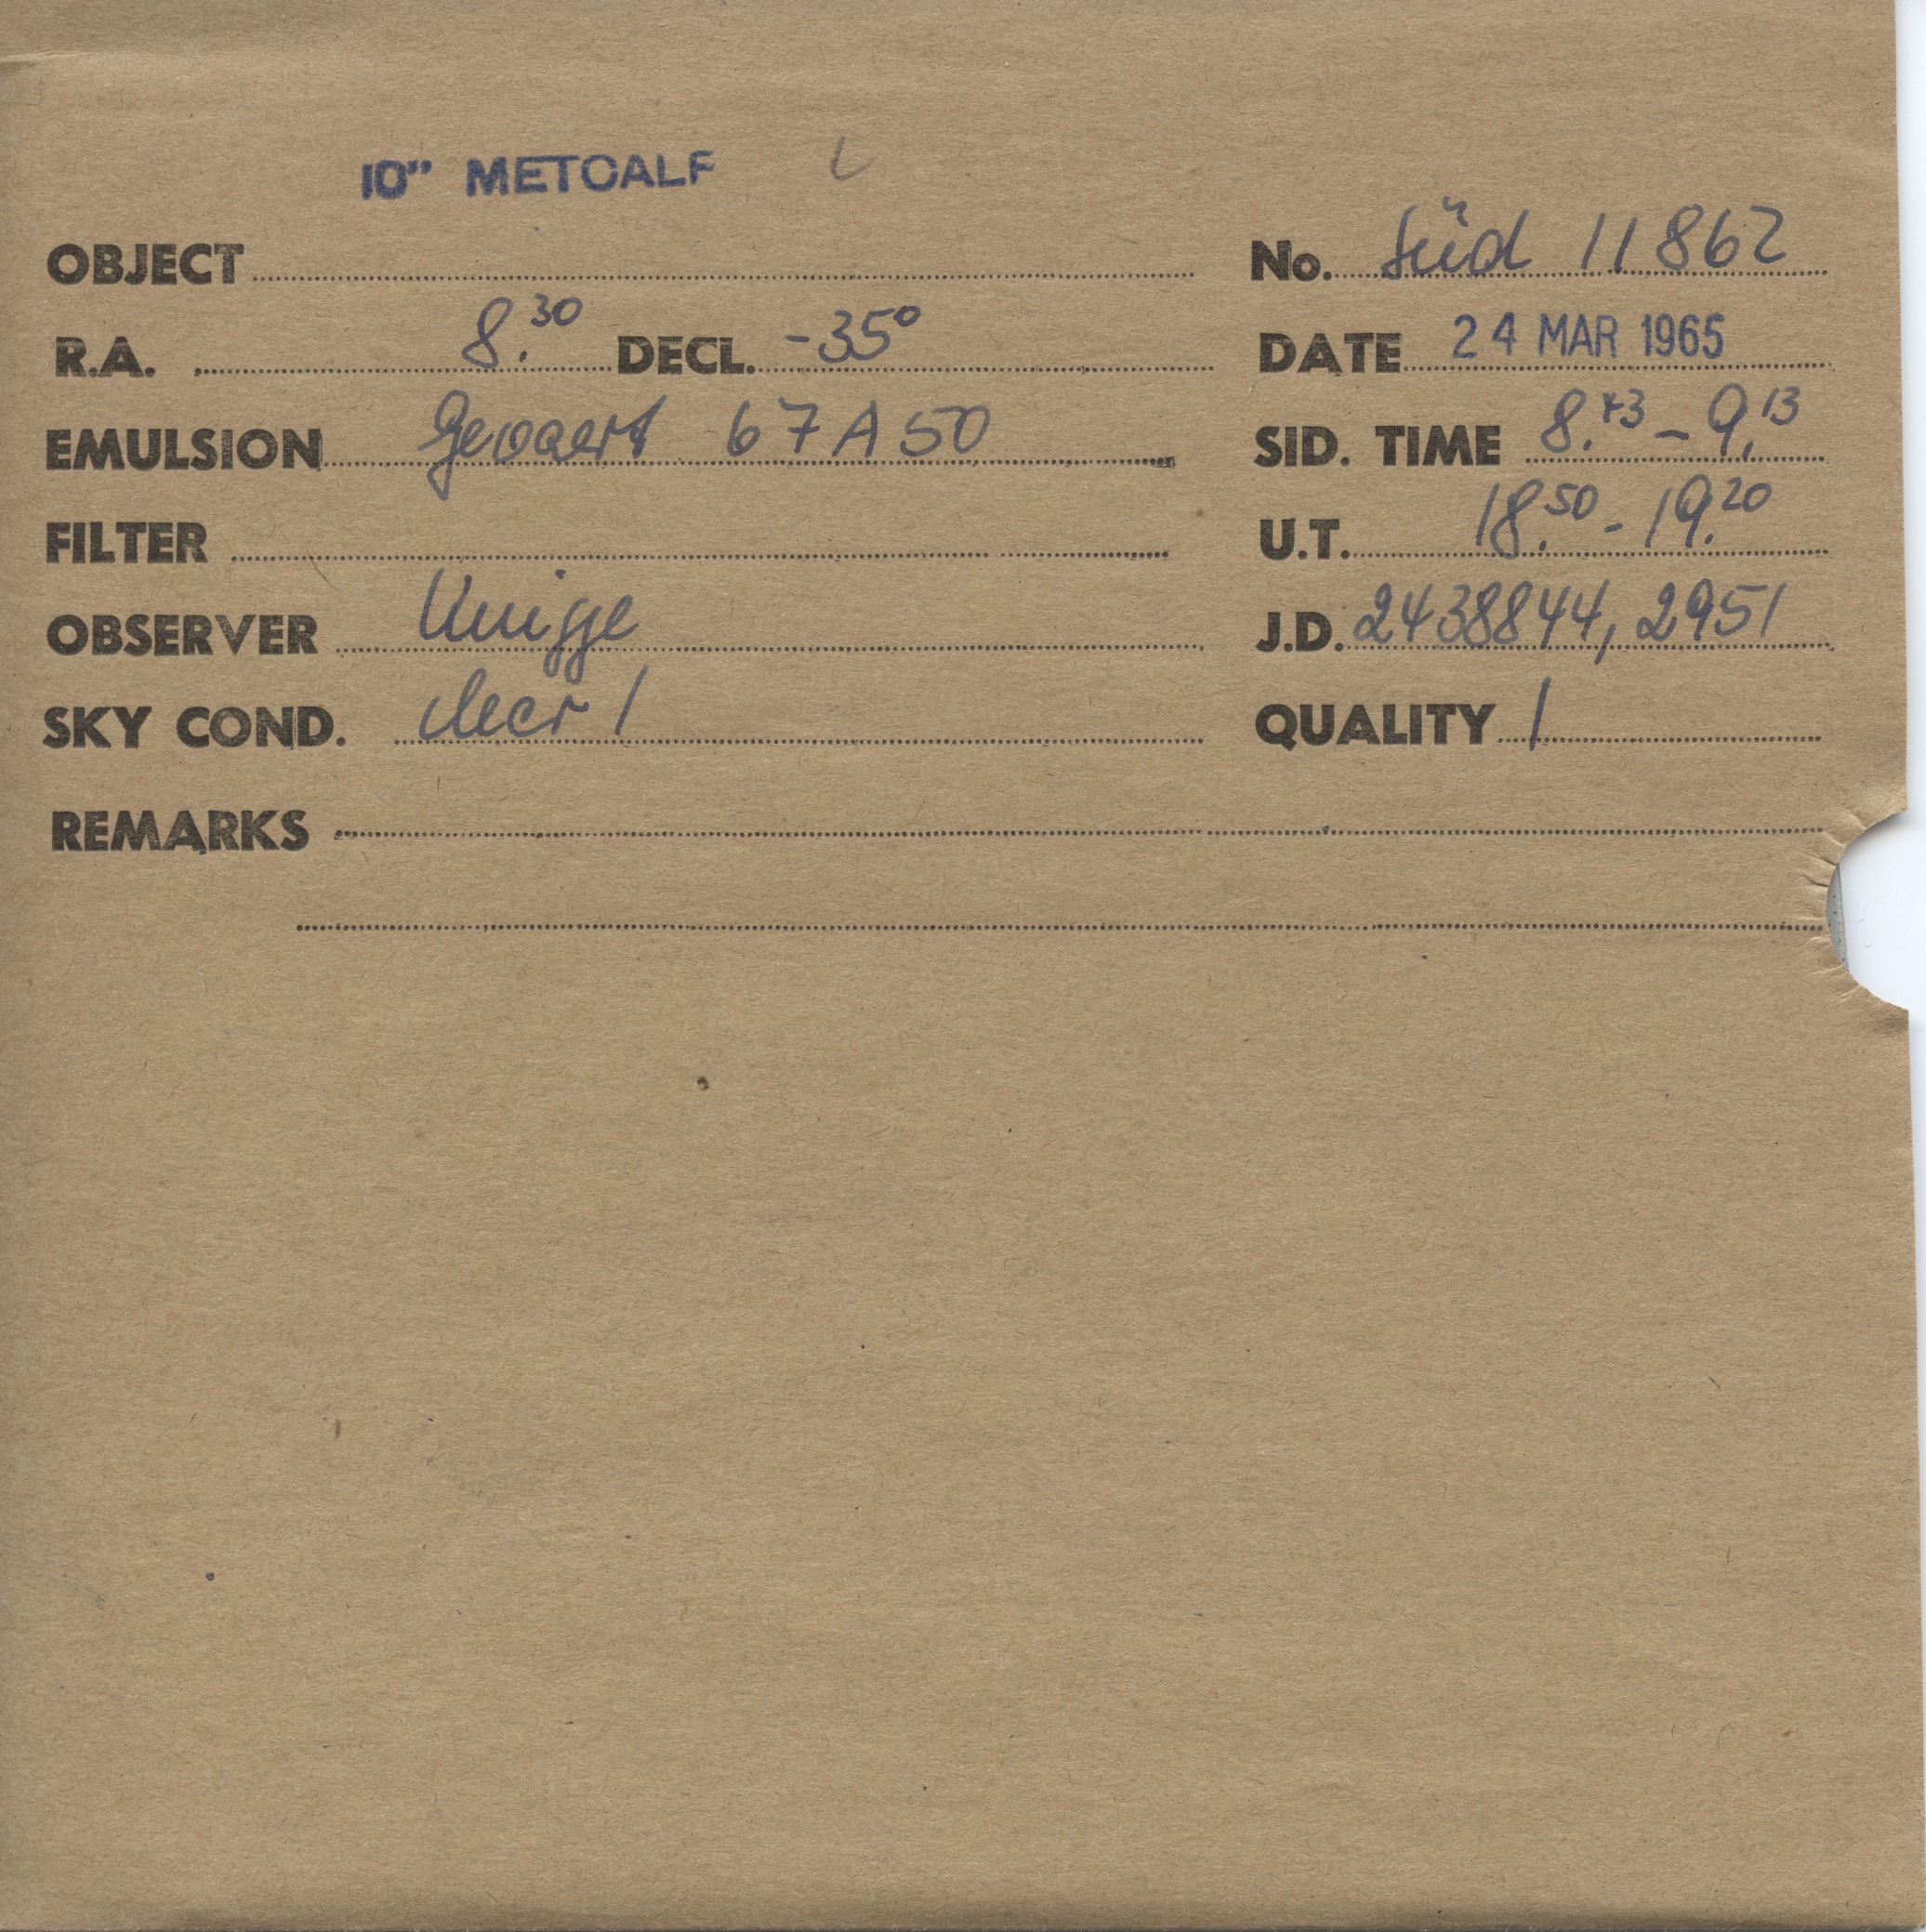 10" METCALF
OBJECT No. Süd 11862
R.A. 8.30 DECL. -35° DATE 24 MAR 1965
EMULSION Gevaert 67A50 SID. TIME 8.43 - 9.13
FILTER U.T. 18.50 - 19.20
OBSERVER Knigge J.D. 2438844,2951
SKY COND. clear 1 QUALITY 1
REMARKS